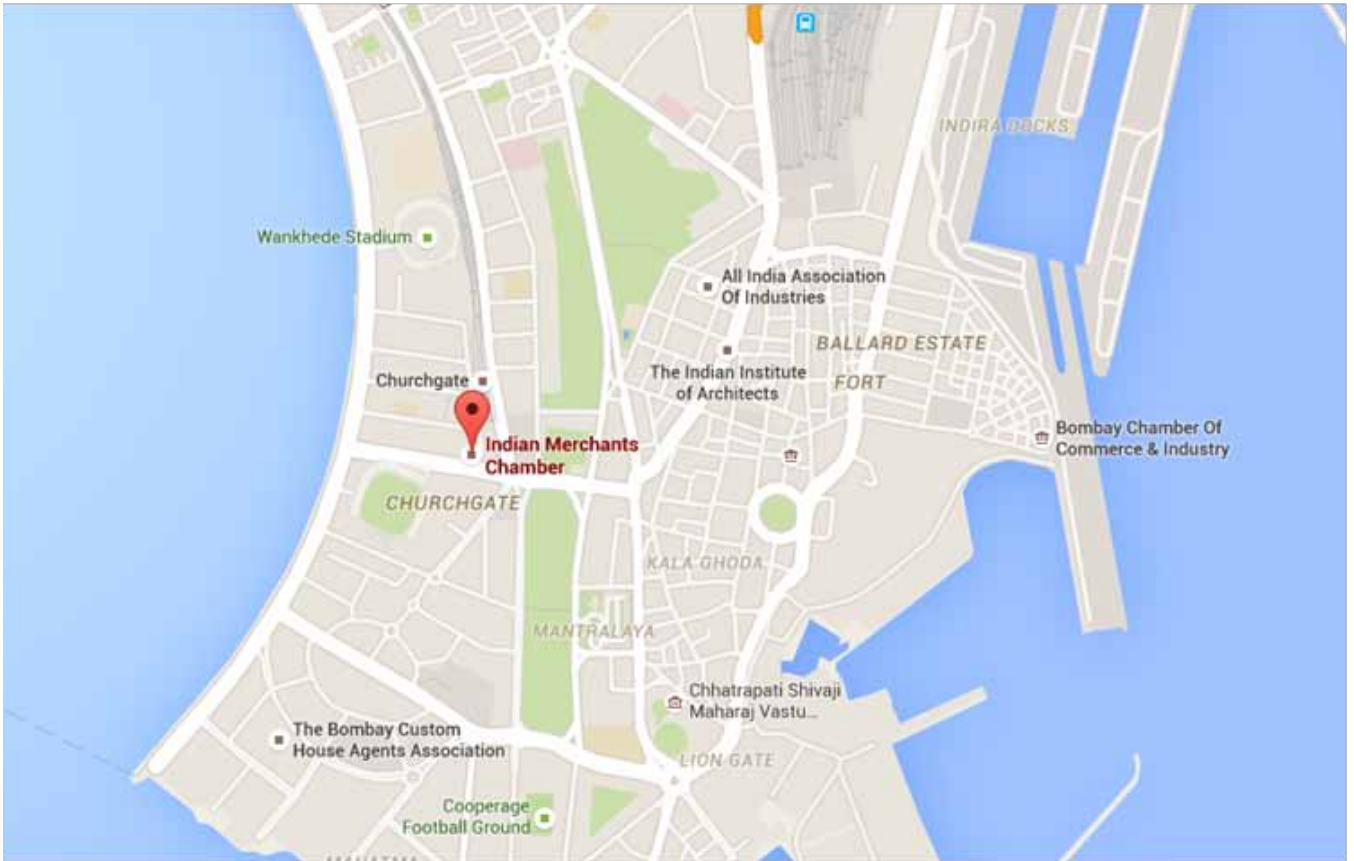 INDIRA DOCKS
Wankhede Stadium
All India Association
Of Industries
BALLARD ESTATE
The Indian Institute
of Architects
Churchgate
FORT
Indian Merchants
Chamber
Bombay Chamber Of
Commerce & Industry
CHURCHGATE
KALA GHODA
MANTRALAYA
Chhatrapati Shivaji
Maharaj Vastu...
The Bombay Custom
House Agents Association
LION GATE
Cooperage
Football Ground